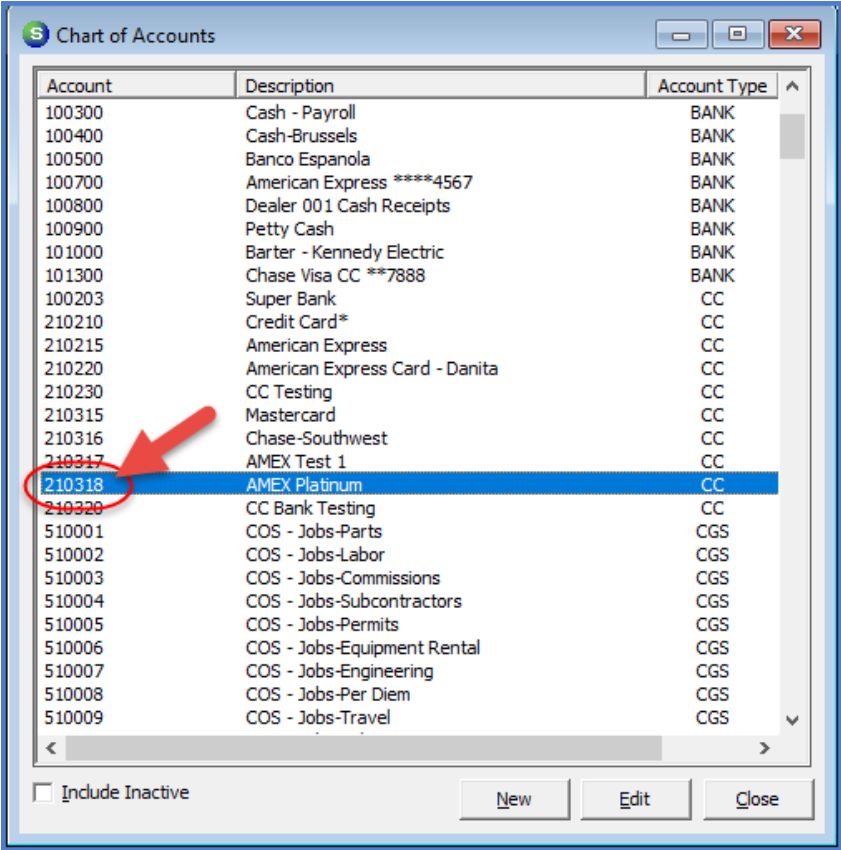 S Chart of Accounts
Account Description Account Type
100300 Cash - Payroll BANK
100400 Cash-Brussels BANK
100500 Banco Espanola BANK
100700 American Express ****4567 BANK
100800 Dealer 001 Cash Receipts BANK
100900 Petty Cash BANK
101000 Barter - Kennedy Electric BANK
101300 Chase Visa CC **7888 BANK
100203 Super Bank CC
210210 Credit Card* CC
210215 American Express CC
210220 American Express Card - Danita CC
210230 CC Testing CC
210315 Mastercard CC
210316 Chase-Southwest CC
210317 AMEX Test 1 CC
210318 AMEX Platinum CC
210320 CC Bank Testing CC
510001 COS - Jobs-Parts CGS
510002 COS - Jobs-Labor CGS
510003 COS - Jobs-Commissions CGS
510004 COS - Jobs-Subcontractors CGS
510005 COS - Jobs-Permits CGS
510006 COS - Jobs-Equipment Rental CGS
510007 COS - Jobs-Engineering CGS
510008 COS - Jobs-Per Diem CGS
510009 COS - Jobs-Travel CGS
Include Inactive New Edit Close